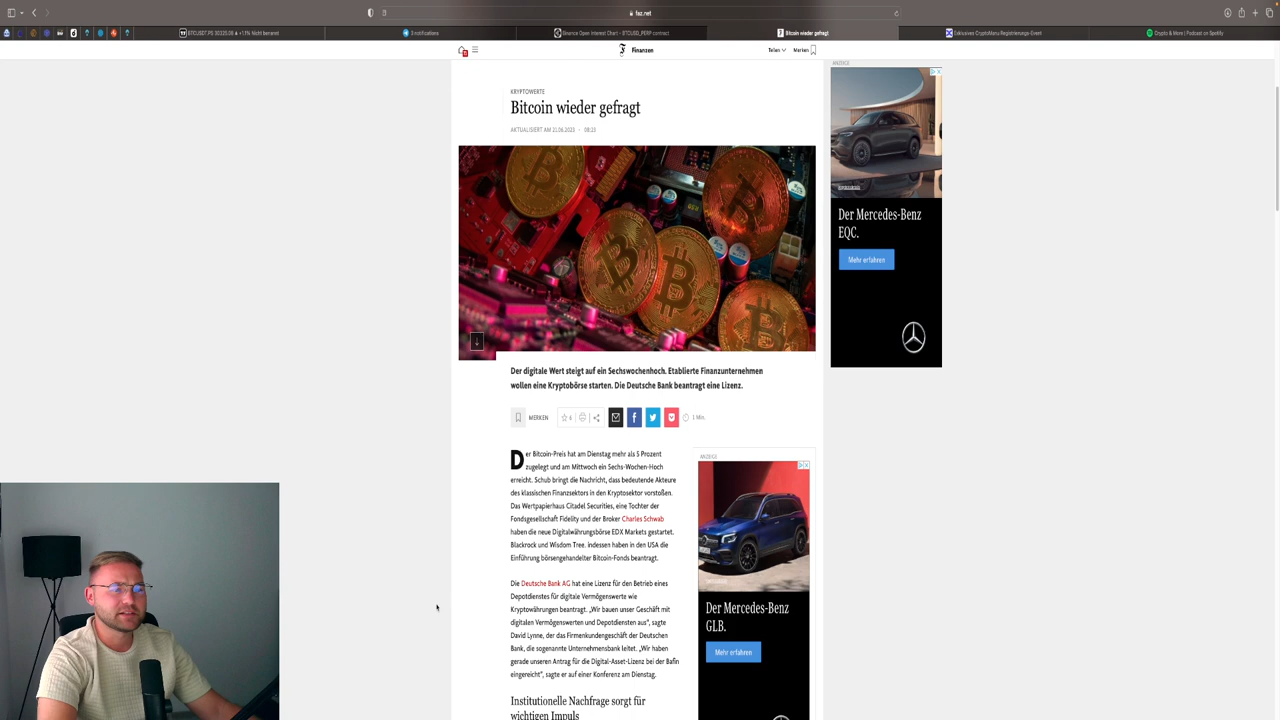 faz.net
BTCUSDT.PS 30325.08 ▲ +1.1% Nicht benannt
3 notifications
Binance Open Interest Chart – BTCUSD_PERP contract
Bitcoin wieder gefragt
Exklusives CryptoManu Registrierungs-Event
Crypto & More | Podcast on Spotify
Finanzen
Teilen
Merken
ANZEIGE
KRYPTOWERTE
Bitcoin wieder gefragt
AKTUALISIERT AM 21.06.2023 - 08:23
Der Mercedes-Benz
EQC.
Mehr erfahren
Der digitale Wert steigt auf ein Sechswochenhoch. Etablierte Finanzunternehmen
wollen eine Kryptobörse starten. Die Deutsche Bank beantragt eine Lizenz.
MERKEN
1 Min.
ANZEIGE
Der Bitcoin-Preis hat am Dienstag mehr als 5 Prozent
zugelegt und am Mittwoch ein Sechs-Wochen-Hoch
erreicht. Schub bringt die Nachricht, dass bedeutende Akteure
des klassischen Finanzsektors in den Kryptosektor vorstoßen.
Das Wertpapierhaus Citadel Securities, eine Tochter der
Fondsgesellschaft Fidelity und der Broker Charles Schwab
haben die neue Digitalwährungsbörse EDX Markets gestartet.
Blackrock und Wisdom Tree. indessen haben in den USA die
Einführung börsengehandelter Bitcoin-Fonds beantragt.
Die Deutsche Bank AG hat eine Lizenz für den Betrieb eines
Depotdienstes für digitale Vermögenswerte wie
Kryptowährungen beantragt. „Wir bauen unser Geschäft mit
digitalen Vermögenswerten und Depotdiensten aus“, sagte
David Lynne, der das Firmenkundengeschäft der Deutschen
Bank, die sogenannte Unternehmensbank leitet. „Wir haben
gerade unseren Antrag für die Digital-Asset-Lizenz bei der Bafin
eingereicht“, sagte er auf einer Konferenz am Dienstag.
Der Mercedes-Benz
GLB.
Mehr erfahren
Institutionelle Nachfrage sorgt für
wichtigen Impuls